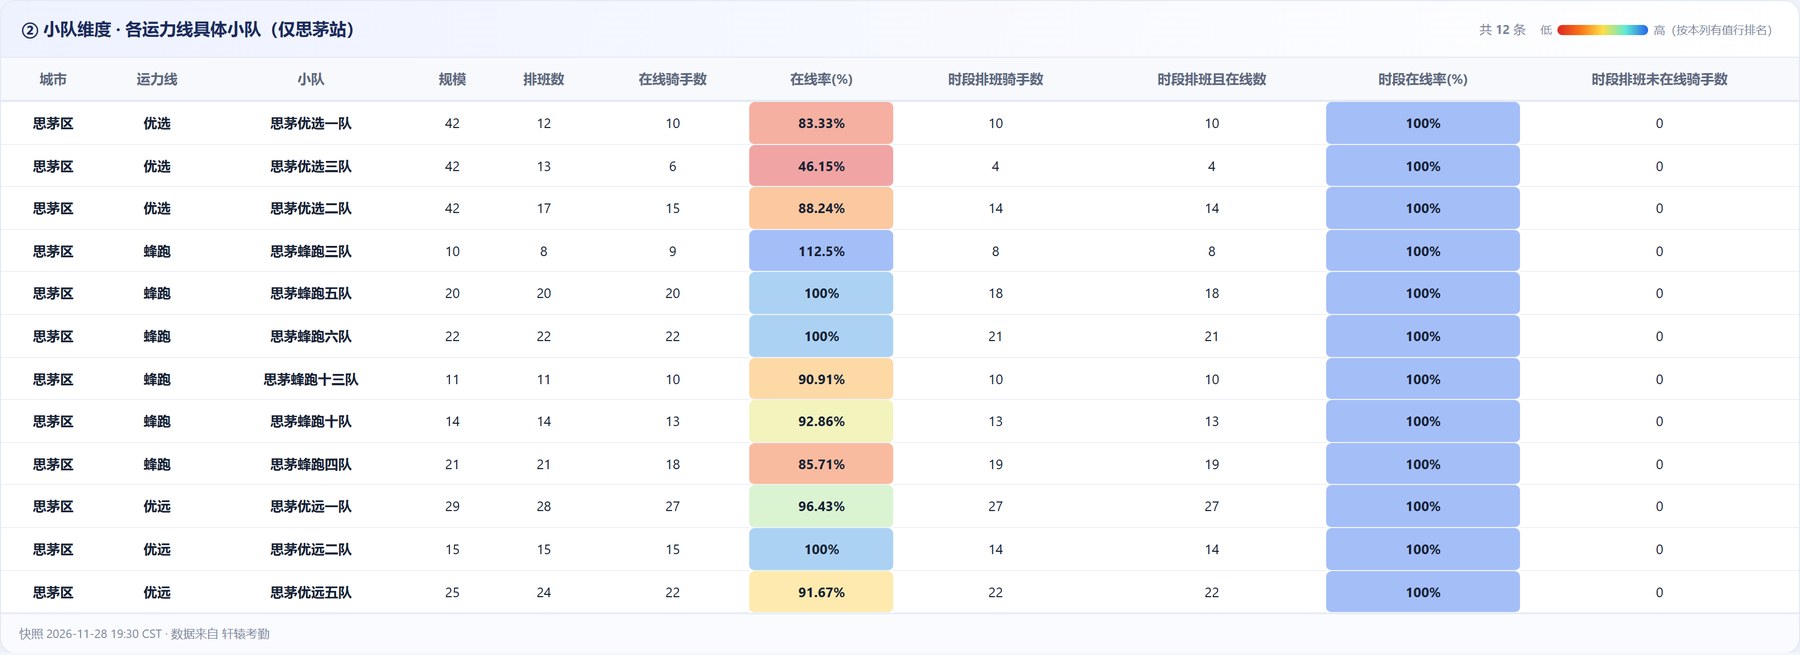 ② 小队维度 · 各运力线具体小队（仅思茅站）
共 12 条 低 高 (按本列有值行排名)
城市 运力线 小队 规模 排班数 在线骑手数 在线率(%) 时段排班骑手数 时段排班且在线数 时段在线率(%) 时段排班未在线骑手数
思茅区 优选 思茅优选一队 42 12 10 83.33% 10 10 100% 0
思茅区 优选 思茅优选三队 42 13 6 46.15% 4 4 100% 0
思茅区 优选 思茅优选二队 42 17 15 88.24% 14 14 100% 0
思茅区 蜂跑 思茅蜂跑三队 10 8 9 112.5% 8 8 100% 0
思茅区 蜂跑 思茅蜂跑五队 20 20 20 100% 18 18 100% 0
思茅区 蜂跑 思茅蜂跑六队 22 22 22 100% 21 21 100% 0
思茅区 蜂跑 思茅蜂跑十三队 11 11 10 90.91% 10 10 100% 0
思茅区 蜂跑 思茅蜂跑十队 14 14 13 92.86% 13 13 100% 0
思茅区 蜂跑 思茅蜂跑四队 21 21 18 85.71% 19 19 100% 0
思茅区 优远 思茅优远一队 29 28 27 96.43% 27 27 100% 0
思茅区 优远 思茅优远二队 15 15 15 100% 14 14 100% 0
思茅区 优远 思茅优远五队 25 24 22 91.67% 22 22 100% 0
快照 2026-11-28 19:30 CST · 数据来自 轩辕考勤